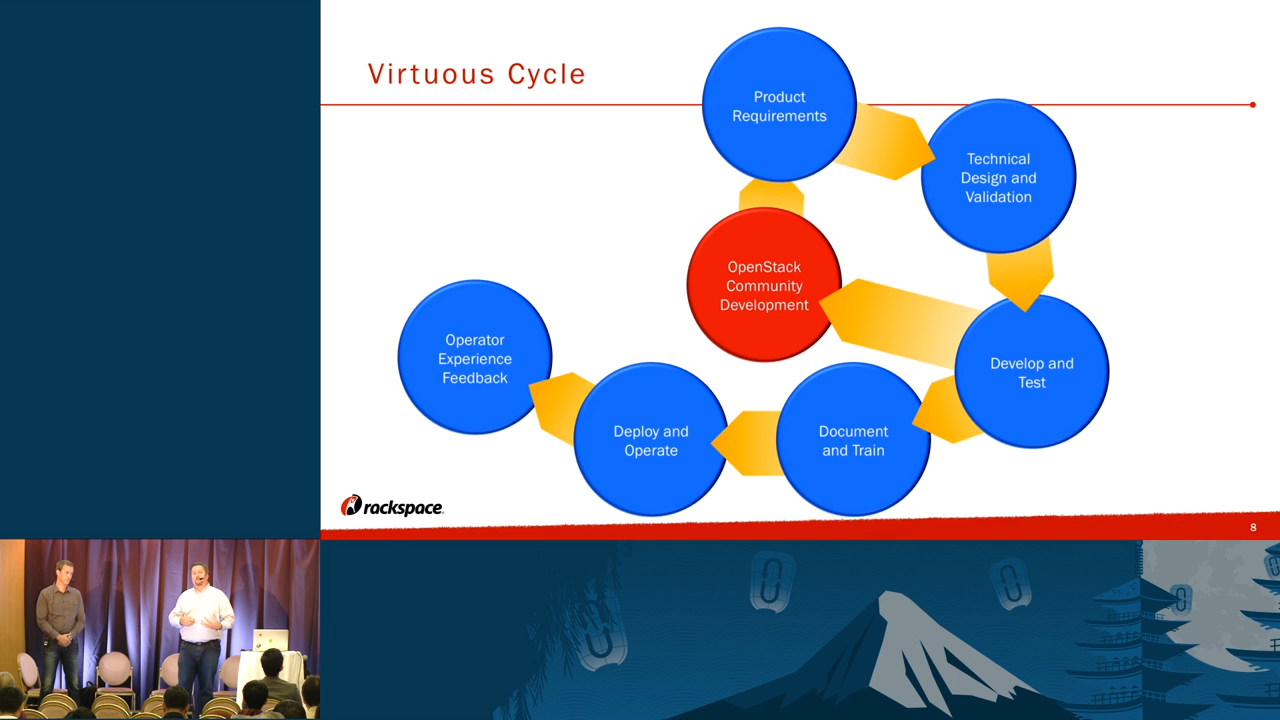 Virtuous Cycle
Product
Requirements
Technical
Design and
Validation
OpenStack
Community
Development
Develop and
Test
Operator
Experience
Feedback
Deploy and
Operate
Document
and Train
rackspace
8